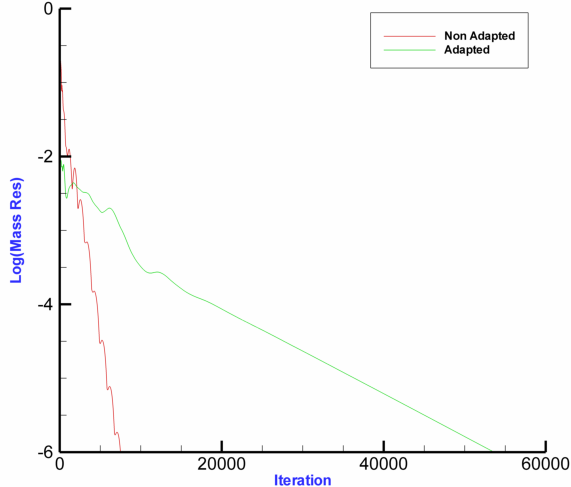 0
Non Adapted
Adapted
-2
Log(Mass Res)
-4
-6
0
20000
40000
60000
Iteration